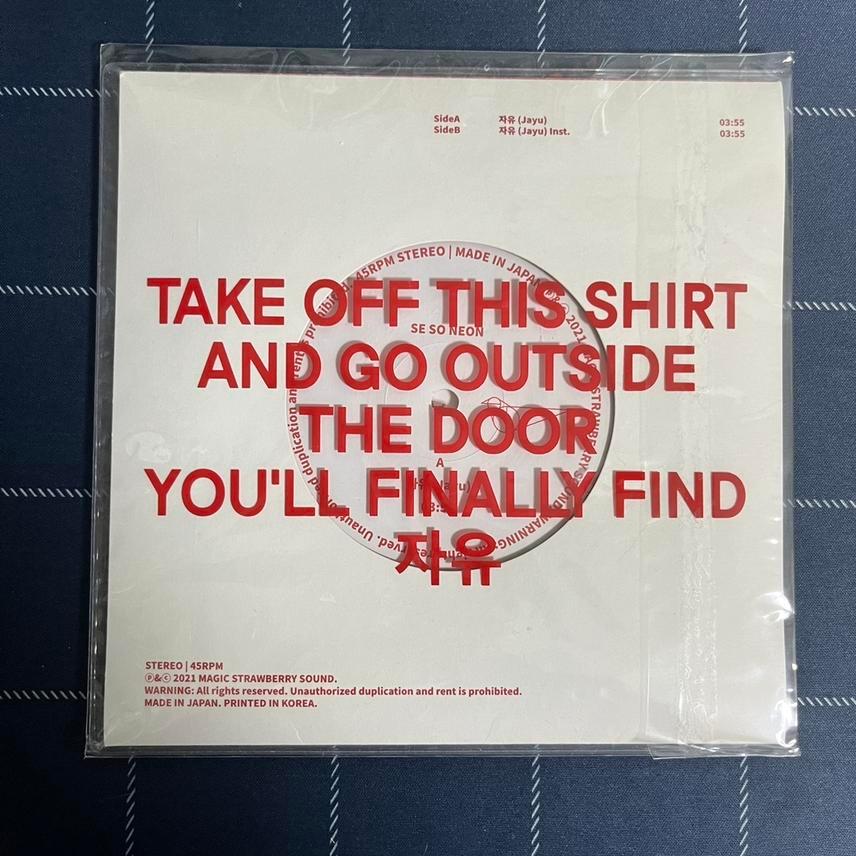 SideA 자유 (Jayu) 03:55
SideB 자유 (Jayu) Inst. 03:55
45RPM STEREO | MADE IN JAPAN
SE SO NEON
TAKE OFF THIS SHIRT
AND GO OUTSIDE
THE DOOR
YOU'LL FINALLY FIND
자유
A
STEREO | 45RPM
Ⓟ&ⓒ 2021 MAGIC STRAWBERRY SOUND.
WARNING: All rights reserved. Unauthorized duplication and rent is prohibited.
MADE IN JAPAN. PRINTED IN KOREA.